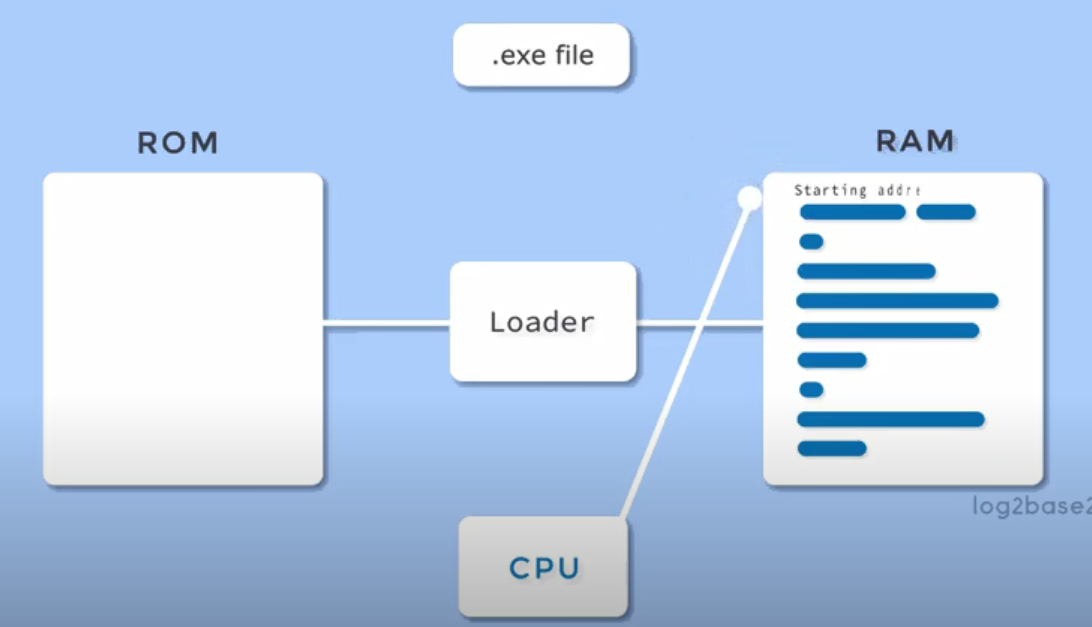 .exe file
ROM
RAM
Starting
Loader
CPU
log2base2